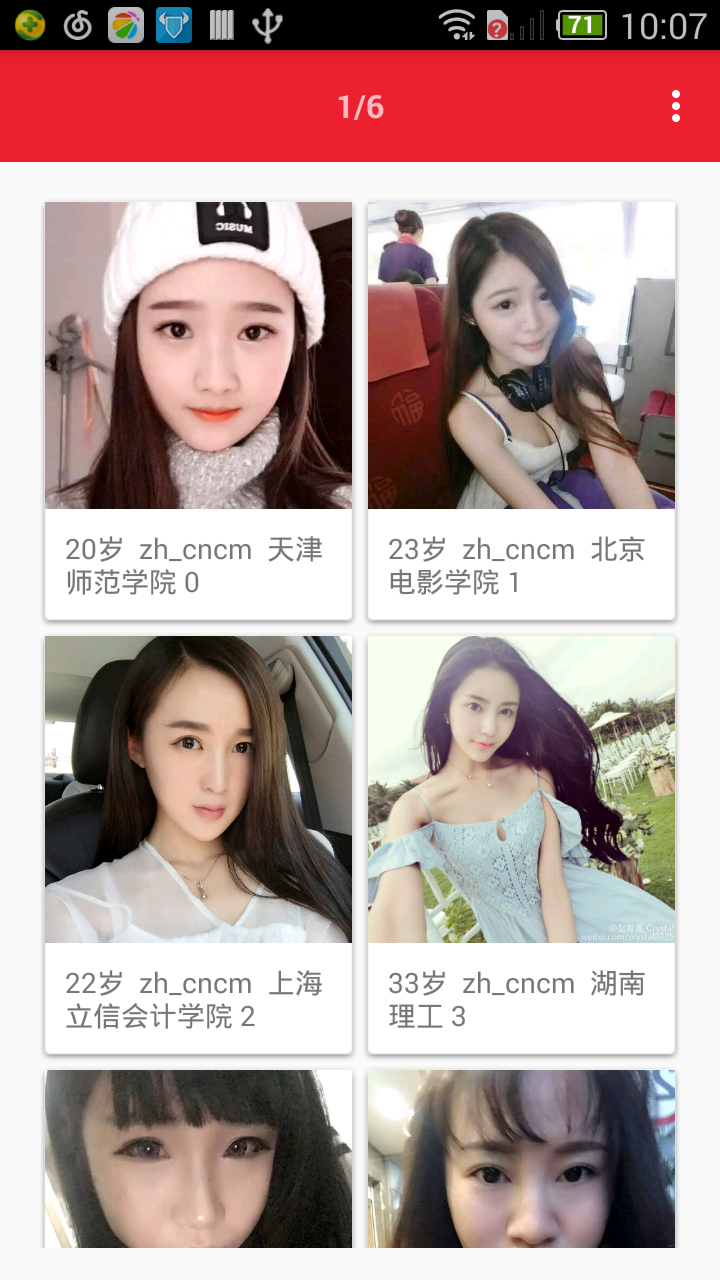 71 10:07
1/6
MUSIC
20岁 zh_cncm 天津
师范学院 0
23岁 zh_cncm 北京
电影学院 1
福
22岁 zh_cncm 上海
立信会计学院 2
33岁 zh_cncm 湖南
理工 3
weibo.com/crystal0725